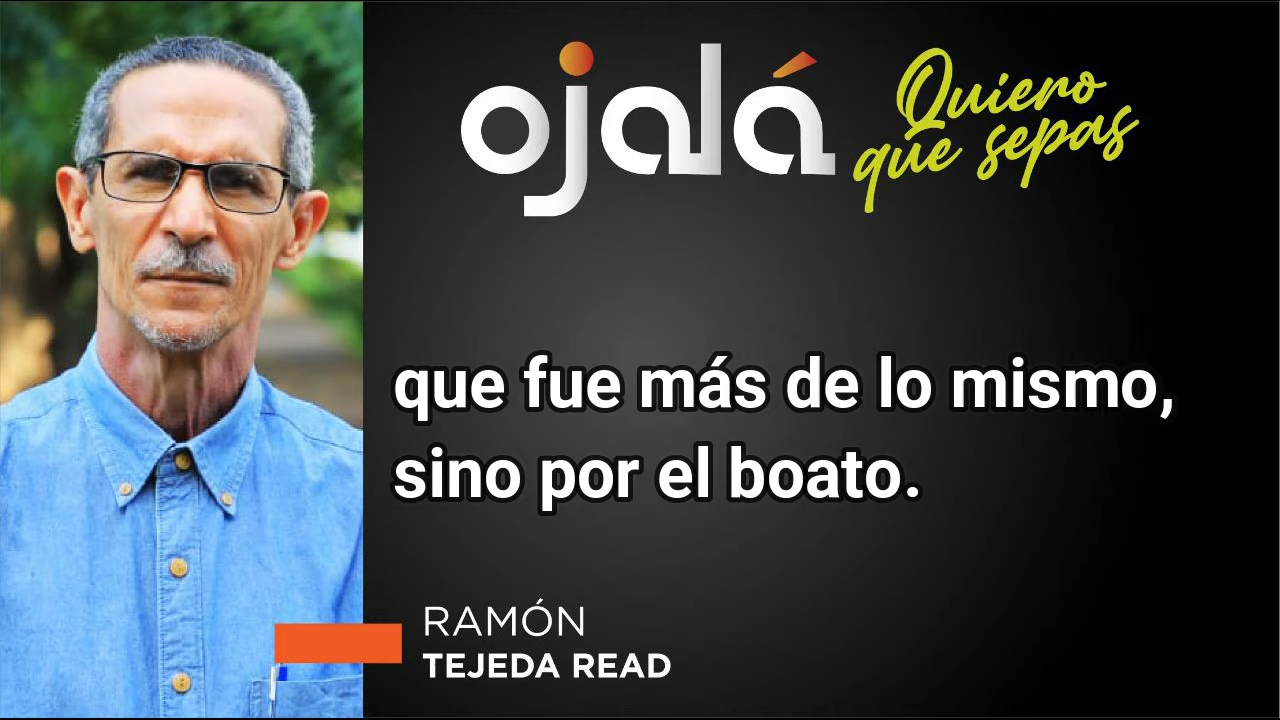 ojalá
Quiero
que sepas
que fue más de lo mismo,
sino por el boato.
RAMÓN
TEJEDA READ